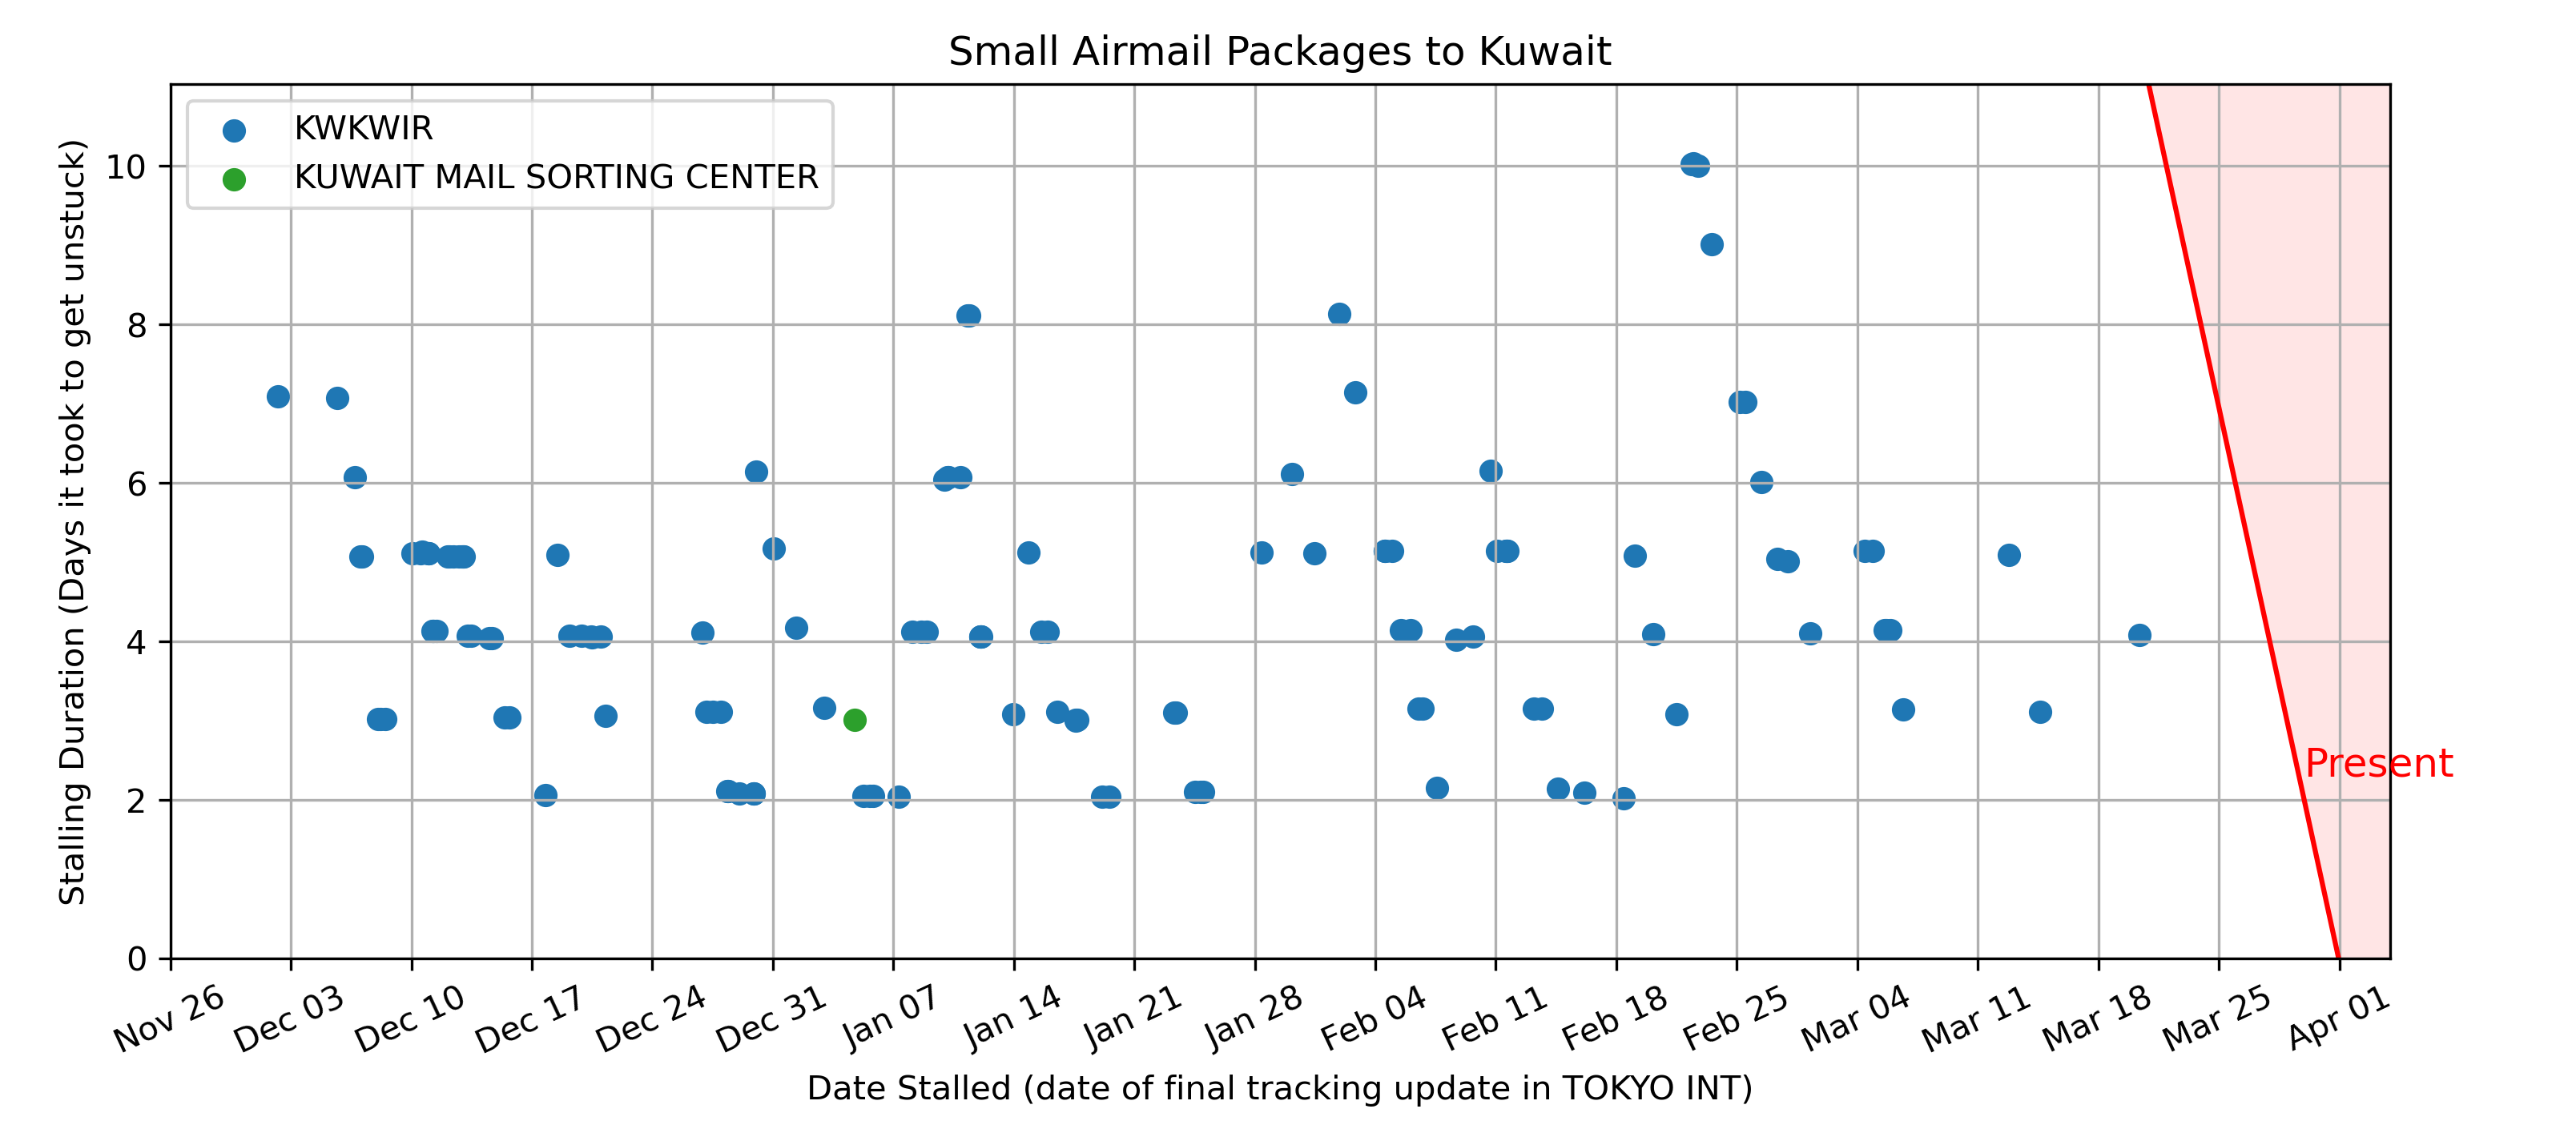 Small Airmail Packages to Kuwait
KWKWIR
KUWAIT MAIL SORTING CENTER
Stalling Duration (Days it took to get unstuck)
10
8
6
4
2
0
Present
Nov 26
Dec 03
Dec 10
Dec 17
Dec 24
Dec 31
Jan 07
Jan 14
Jan 21
Jan 28
Feb 04
Feb 11
Feb 18
Feb 25
Mar 04
Mar 11
Mar 18
Mar 25
Apr 01
Date Stalled (date of final tracking update in TOKYO INT)